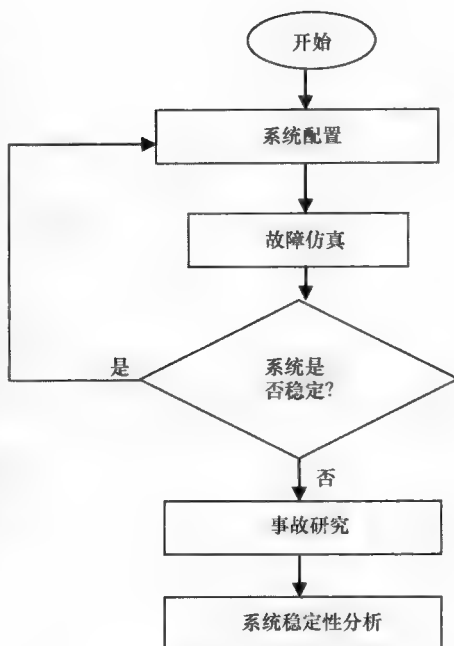 开始
系统配置
故障仿真
系统是
否稳定?
是
否
事故研究
系统稳定性分析